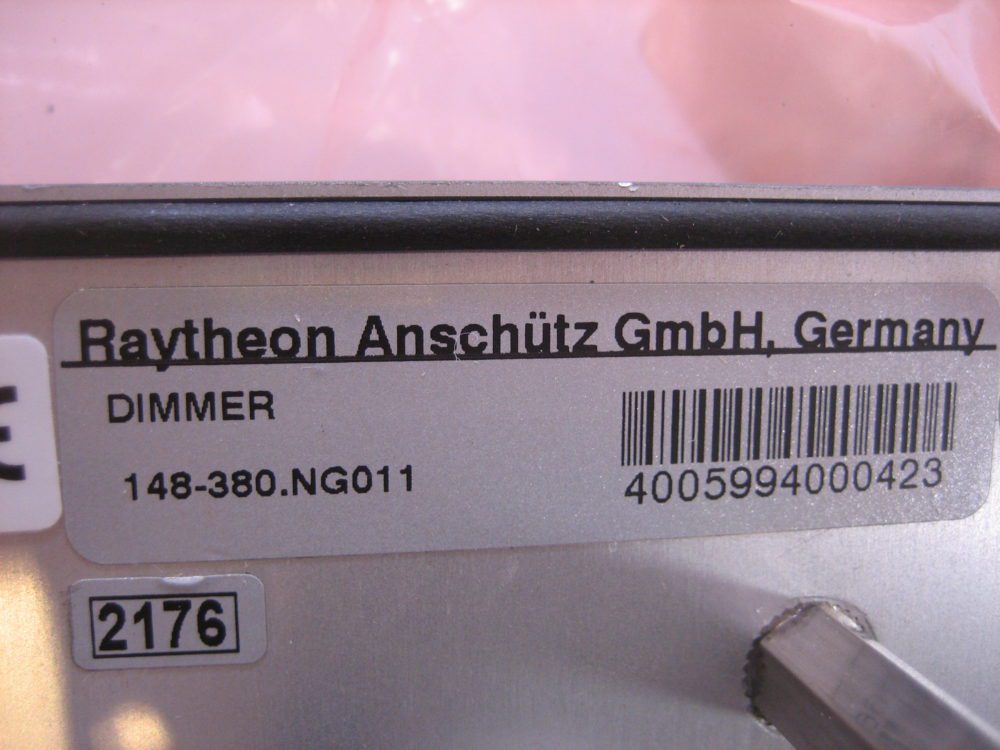 Raytheon Anschütz GmbH, Germany
DIMMER
148-380.NG011
4005994000423
2176